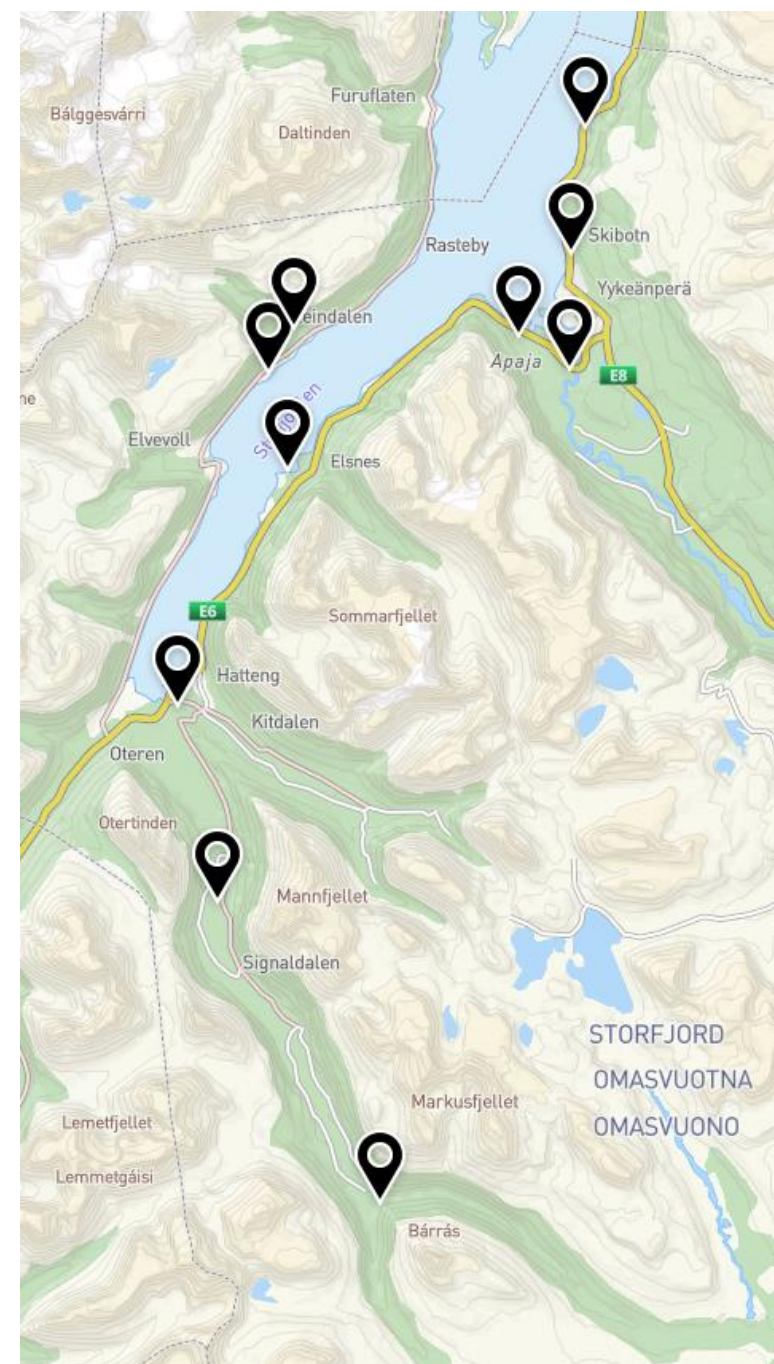 Furuflaten
Bálggesvárri
Daltinden
Skibotn
Rasteby
Yykeänperä
eindalen
Apaja
E8
Elvevoll
Elsnes
E6
Sommarfjellet
Hatteng
Kitdalen
Oteren
Otertinden
Mannfjellet
Signaldalen
STORFJORD
OMASVUOTNA
OMASVUONO
Markusfjellet
Lemetfjellet
Lemmetgáisi
Bárrás